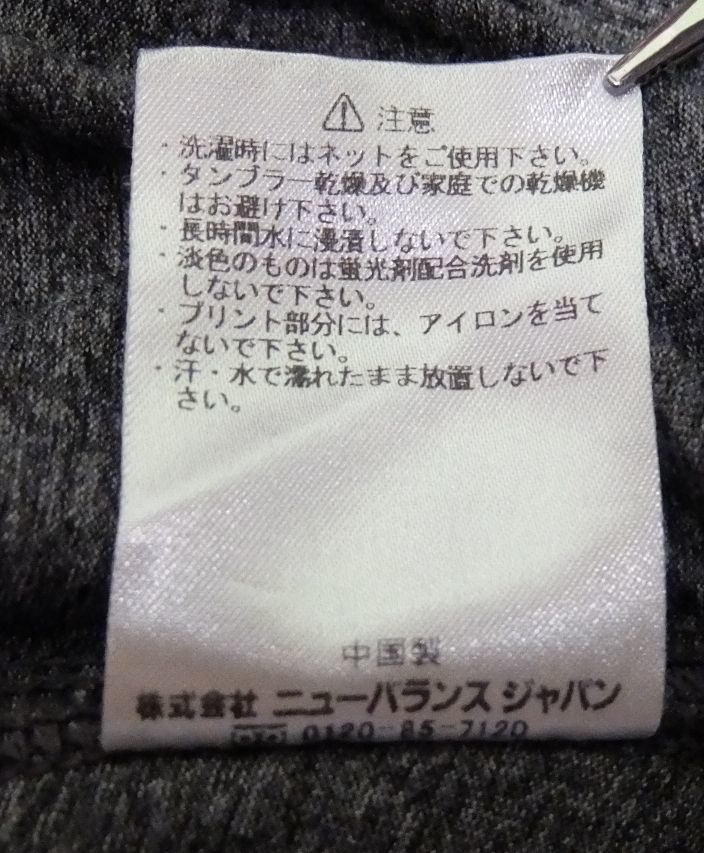 ⚠ 注意
・洗濯時にはネットをご使用下さい。
・タンブラー乾燥及び家庭での乾燥機
はお避け下さい。
・長時間水に浸漬しないで下さい。
・淡色のものは蛍光剤配合洗剤を使用
しないで下さい。
・プリント部分には、アイロンを当て
ないで下さい。
・汗・水で濡れたまま放置しないで下
さい。
中国製
株式会社 ニューバランス ジャパン
0120-85-7120